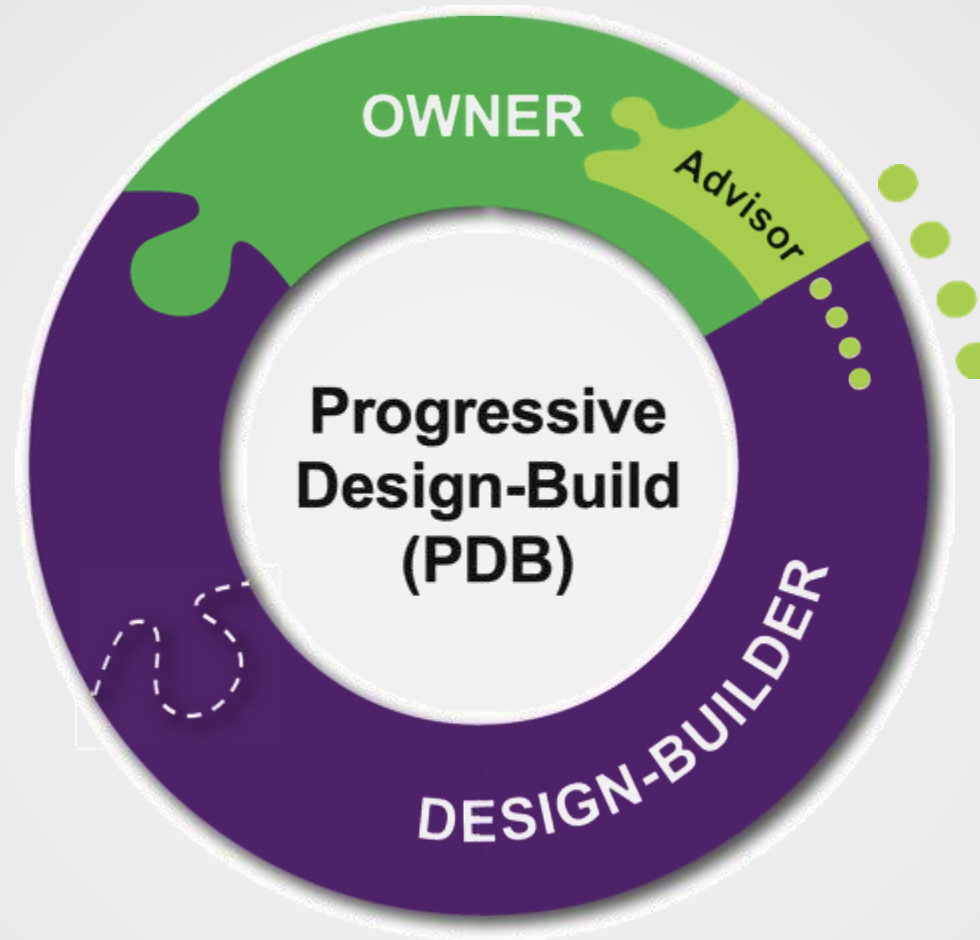 OWNER
Advisor
Progressive
Design-Build
(PDB)
DESIGN-BUILDER